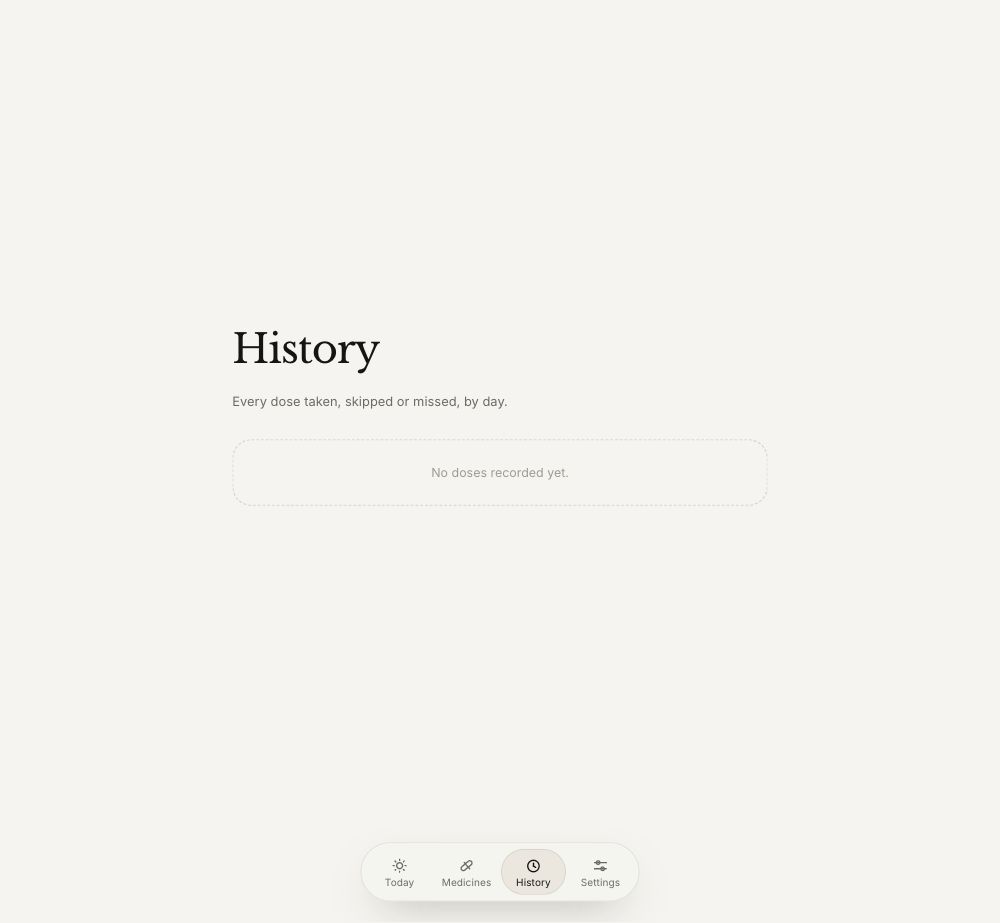 History
Every dose taken, skipped or missed, by day.
No doses recorded yet.
Today
Medicines
History
Settings